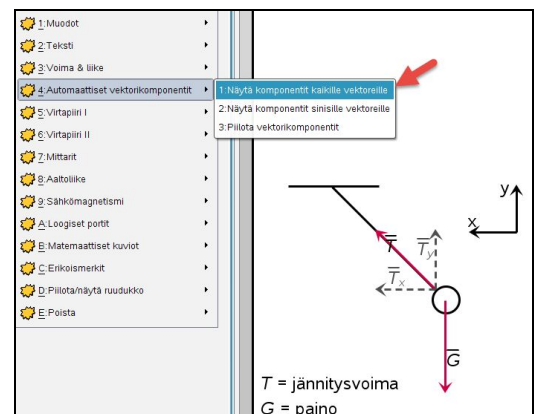 1:Muodot
2:Teksti
3:Voima & liike
4:Automaattiset vektorikomponentit
5:Virtapiiri I
6:Virtapiiri II
7:Mittarit
8:Aaltoliike
9:Sähkömagnetismi
A:Loogiset portit
B:Matemaattiset kuviot
C:Erikoismerkit
D:Piilota/näytä ruudukko
E:Poista
1:Näytä komponentit kaikille vektoreille
2:Näytä komponentit sinisille vektoreille
3:Piilota vektorikomponentit
y
x
T̅
T̅y
T̅x
G̅
T = jännitysvoima
G = paino